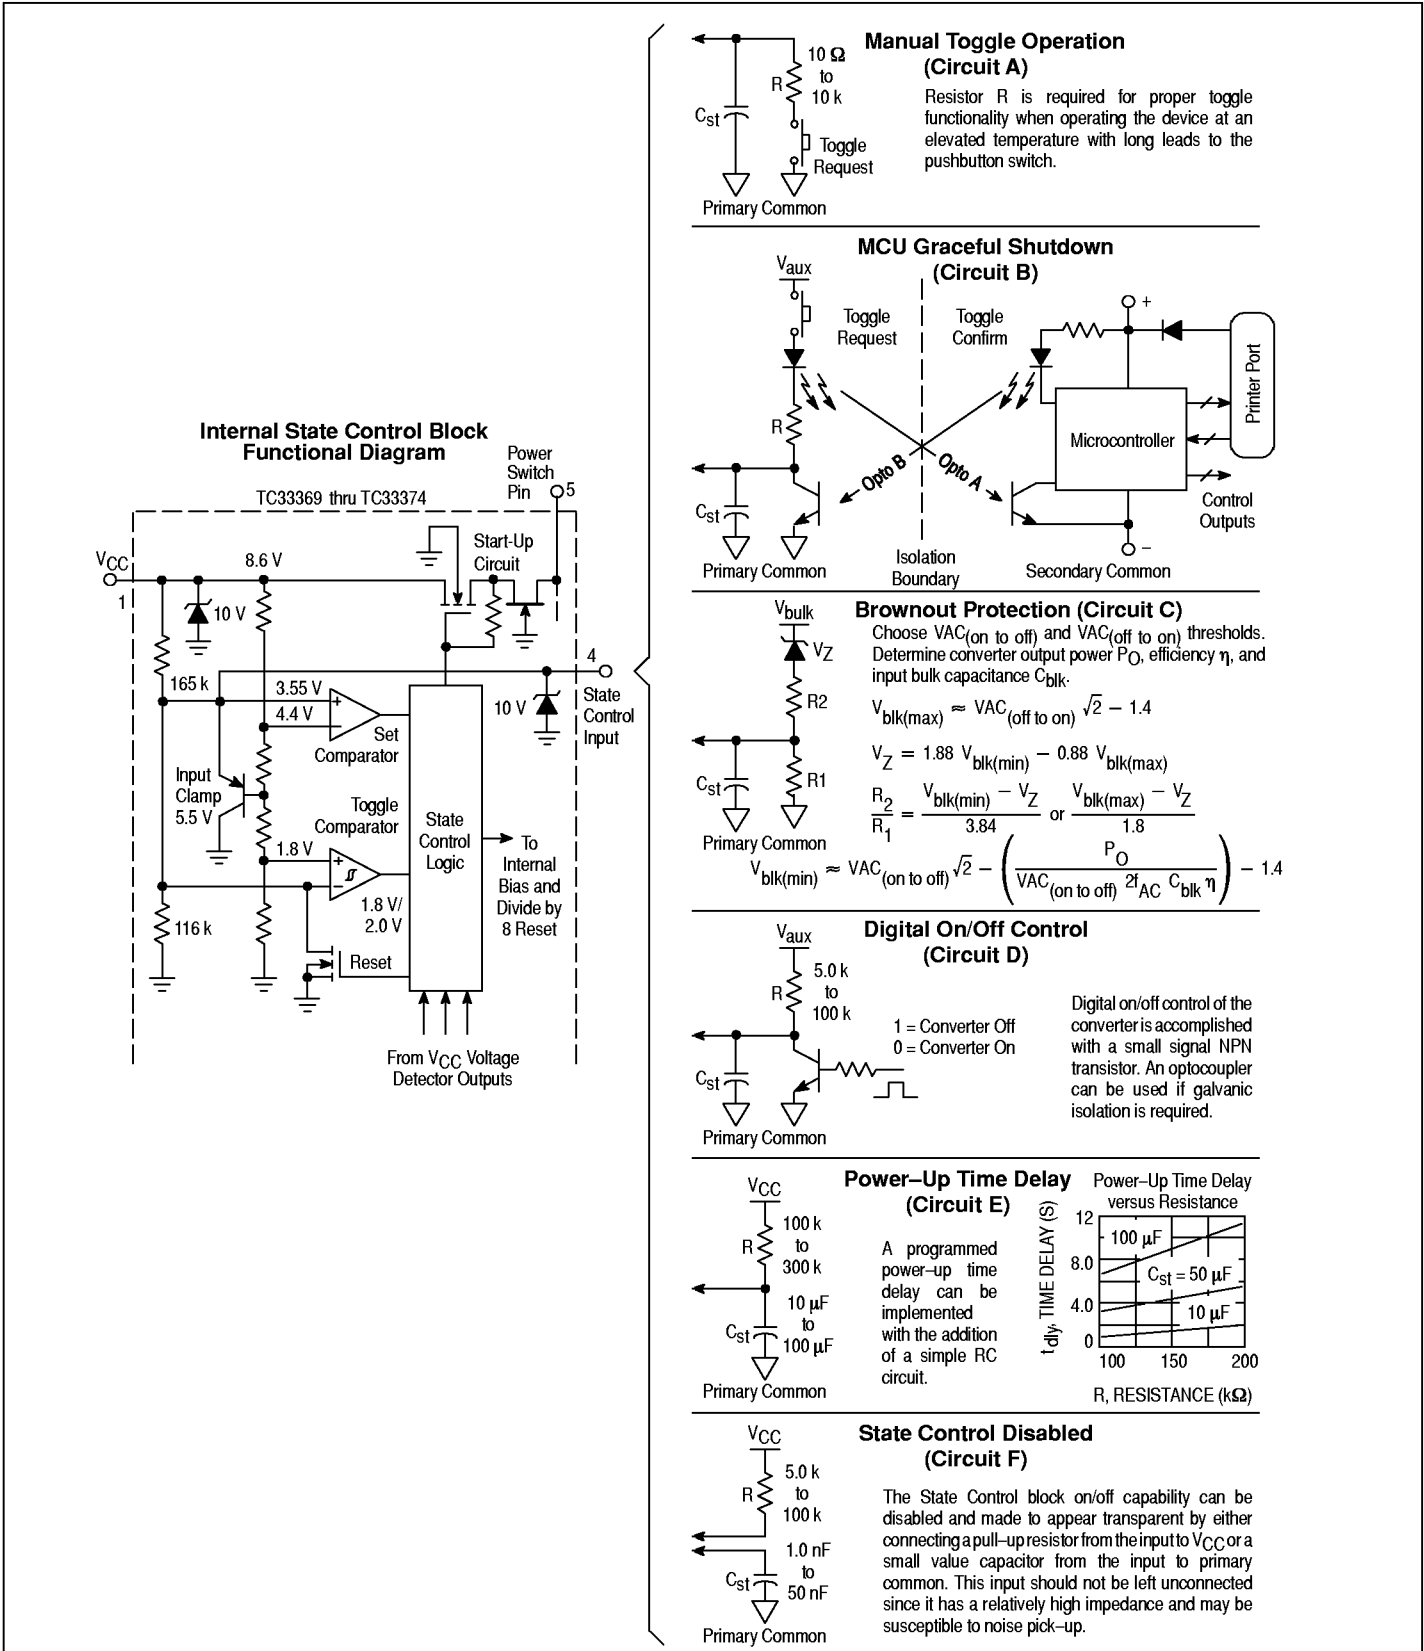 Internal State Control Block
Functional Diagram
Power
Switch
Pin
5
TC33369 thru TC33374
VCC
1
8.6 V
Start-Up
Circuit
10 V
4
State
Control
Input
10 V
165 k
3.55 V
4.4 V
+
−
Set
Comparator
Input
Clamp
5.5 V
Toggle
Comparator
1.8 V
+
−
1.8 V/
2.0 V
State
Control
Logic
To
Internal
Bias and
Divide by
8 Reset
116 k
Reset
From VCC Voltage
Detector Outputs
Manual Toggle Operation
(Circuit A)
10 Ω
to
10 k
R
Cst
Toggle
Request
Primary Common
Resistor R is required for proper toggle
functionality when operating the device at an
elevated temperature with long leads to the
pushbutton switch.
MCU Graceful Shutdown
(Circuit B)
Vaux
Toggle
Request
Toggle
Confirm
+
R
Opto B
Opto A
Microcontroller
Printer Port
Control
Outputs
Cst
Primary Common
Isolation
Boundary
−
Secondary Common
Brownout Protection (Circuit C)
Vbulk
VZ
R2
R1
Cst
Primary Common
Choose VAC(on to off) and VAC(off to on) thresholds.
Determine converter output power PO, efficiency η, and
input bulk capacitance Cblk.
Vblk(max) ≈ VAC(off to on) √2 − 1.4
VZ = 1.88 Vblk(min) − 0.88 Vblk(max)
R2/R1 = (Vblk(min) − VZ)/3.84 or (Vblk(max) − VZ)/1.8
Vblk(min) ≈ VAC(on to off) √2 − (PO/(VAC(on to off) 2fAC Cblk η)) − 1.4
Digital On/Off Control
(Circuit D)
Vaux
5.0 k
to
100 k
R
Cst
Primary Common
1 = Converter Off
0 = Converter On
Digital on/off control of the
converter is accomplished
with a small signal NPN
transistor. An optocoupler
can be used if galvanic
isolation is required.
Power–Up Time Delay
(Circuit E)
VCC
100 k
to
300 k
R
10 µF
to
100 µF
Cst
Primary Common
A programmed
power–up time
delay can be
implemented
with the addition
of a simple RC
circuit.
Power–Up Time Delay
versus Resistance
tdly, TIME DELAY (S)
12
8.0
4.0
0
100 µF
Cst = 50 µF
10 µF
100
150
200
R, RESISTANCE (kΩ)
State Control Disabled
(Circuit F)
VCC
5.0 k
to
100 k
R
1.0 nF
to
50 nF
Cst
Primary Common
The State Control block on/off capability can be
disabled and made to appear transparent by either
connecting a pull–up resistor from the input to VCC or a
small value capacitor from the input to primary
common. This input should not be left unconnected
since it has a relatively high impedance and may be
susceptible to noise pick–up.